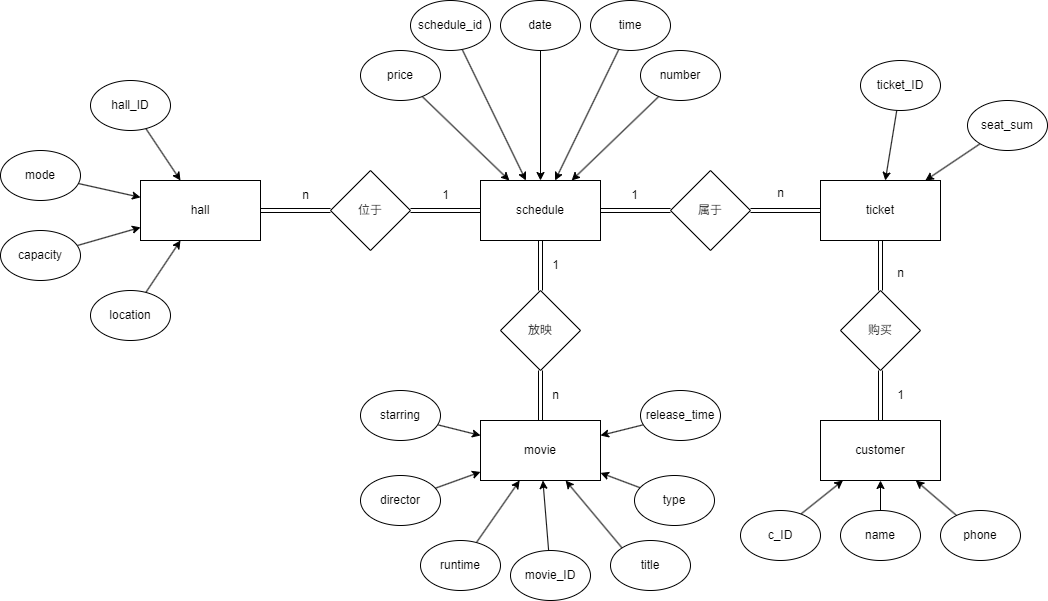 schedule_id
date
time
price
number
hall_ID
ticket_ID
seat_sum
mode
hall
n
位于
1
schedule
1
属于
n
ticket
capacity
location
1
放映
n
n
购买
1
starring
release_time
movie
director
type
runtime
movie_ID
title
customer
c_ID
name
phone